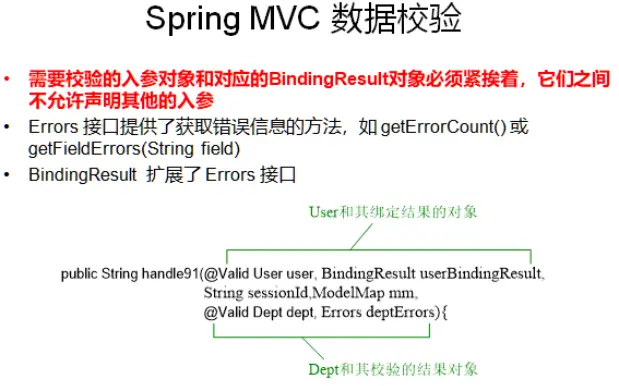 Spring MVC 数据校验
• 需要校验的入参对象和对应的BindingResult对象必须紧挨着，它们之间
不允许声明其他的入参
• Errors 接口提供了获取错误信息的方法，如 getErrorCount() 或
getFieldErrors(String field)
• BindingResult 扩展了 Errors 接口
User和其绑定结果的对象
public String handle91(@Valid User user, BindingResult userBindingResult,
String sessionId,ModelMap mm,
@Valid Dept dept, Errors deptErrors){
Dept和其校验的结果对象